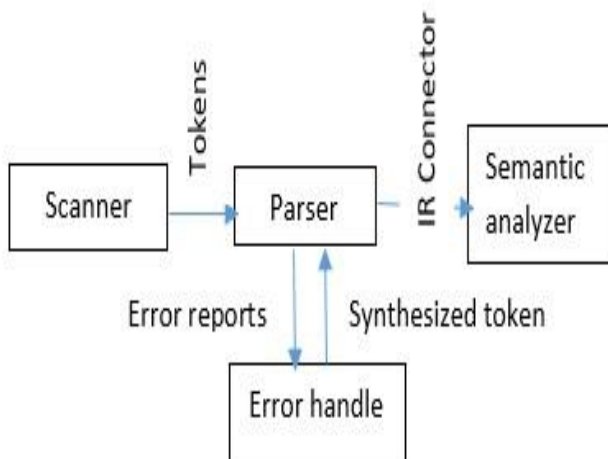 Tokens
IR Connector
Scanner
Parser
Semantic
analyzer
Error reports
Synthesized token
Error handle